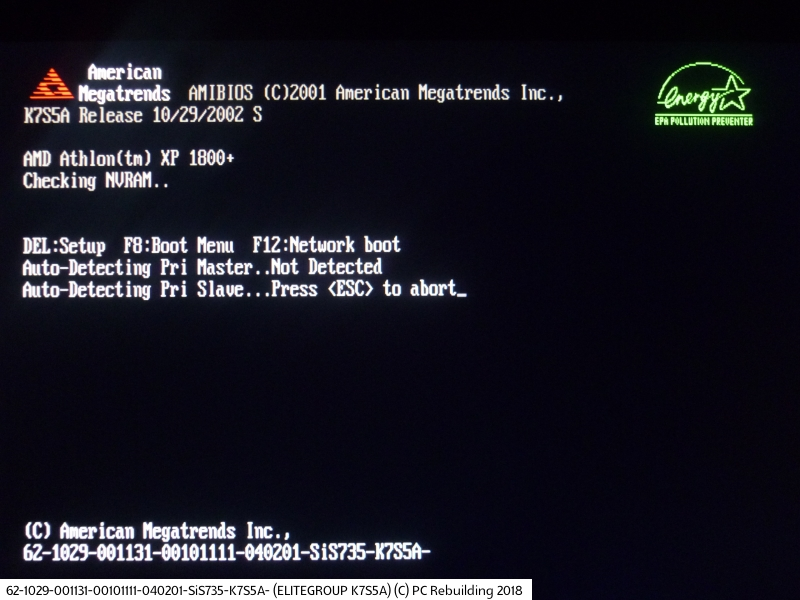 American
Megatrends AMIBIOS (C)2001 American Megatrends Inc.,
K7S5A Release 10/29/2002 S
energy
EPA POLLUTION PREVENTER
AMD Athlon(tm) XP 1800+
Checking NVRAM..
DEL:Setup F8:Boot Menu F12:Network boot
Auto-Detecting Pri Master..Not Detected
Auto-Detecting Pri Slave...Press <ESC> to abort_
(C) American Megatrends Inc.,
62-1029-001131-00101111-040201-SiS735-K7S5A-
62-1029-001131-00101111-040201-SiS735-K7S5A- (ELITEGROUP K7S5A) (C) PC Rebuilding 2018